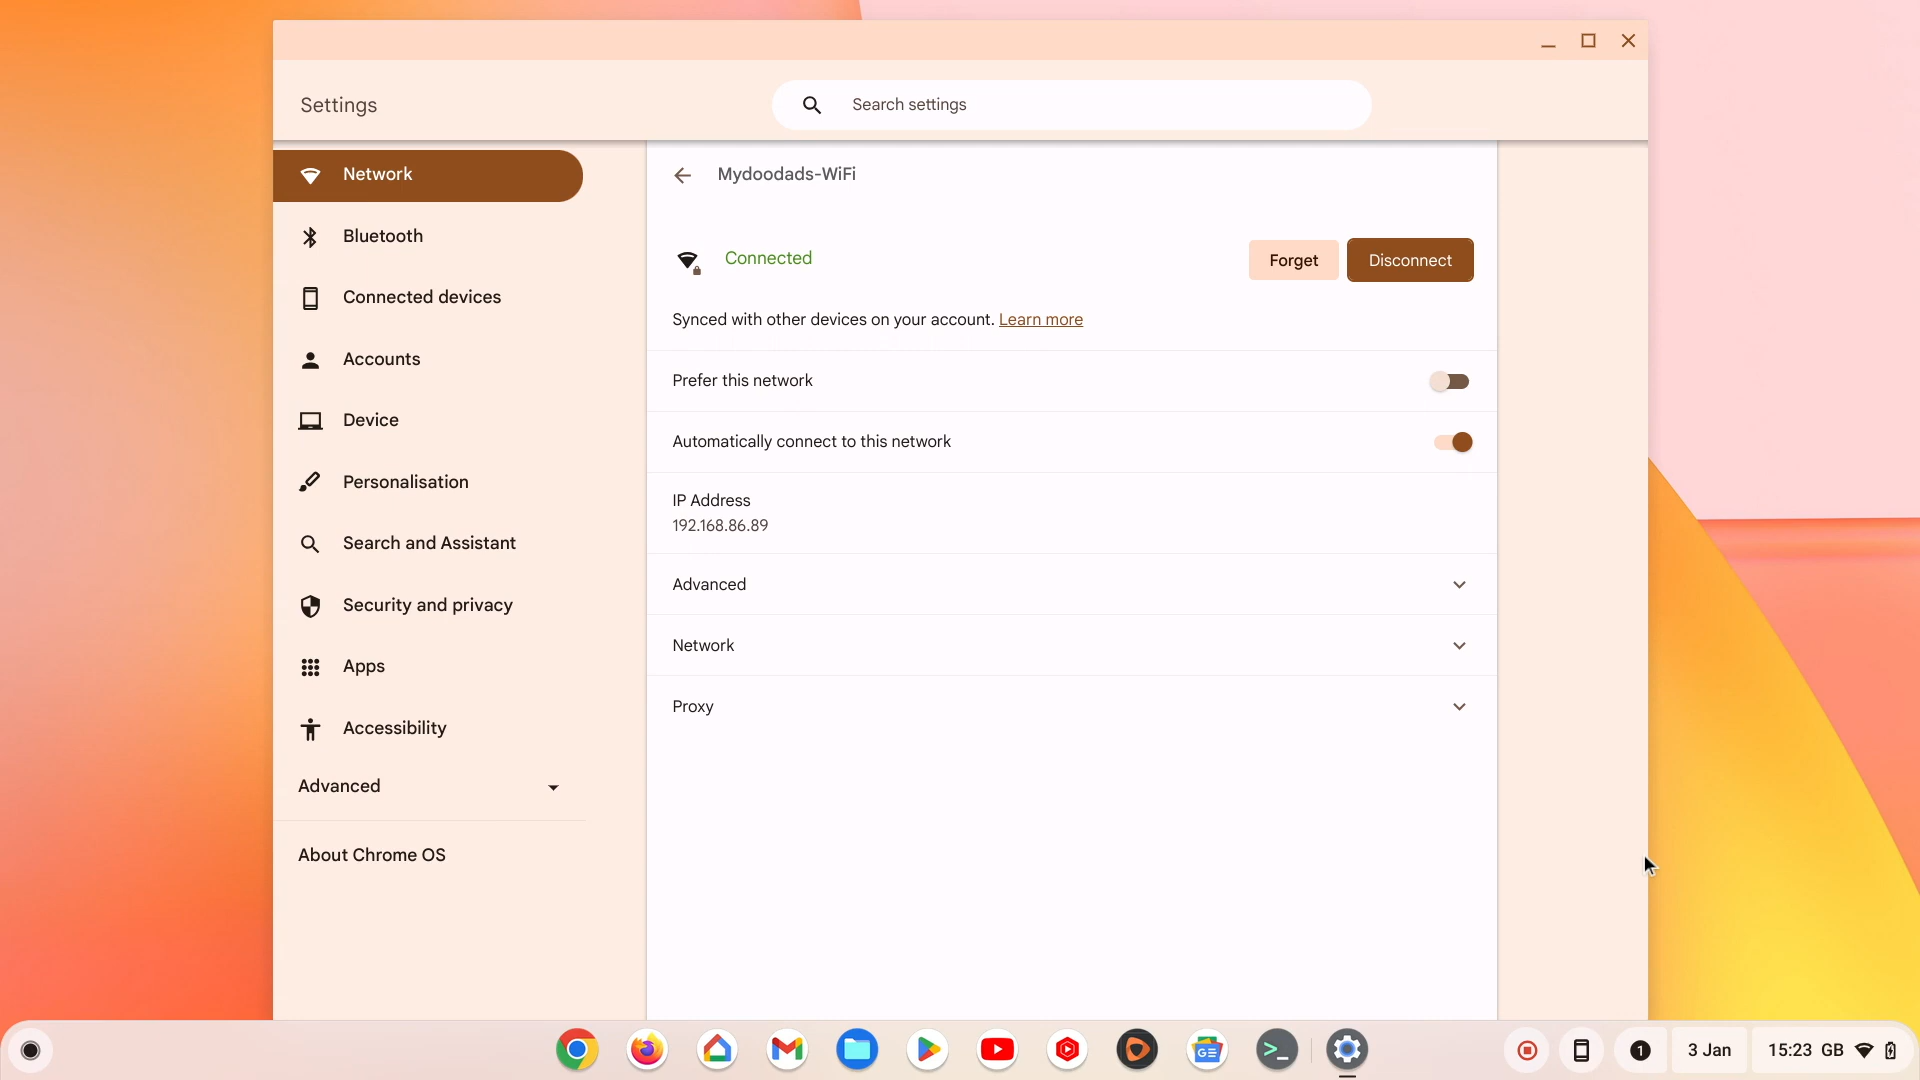 Settings
Search settings
Network
Bluetooth
Connected devices
Accounts
Device
Personalisation
Search and Assistant
Security and privacy
Apps
Accessibility
Advanced
About Chrome OS
Mydoodads-WiFi
Connected
Forget
Disconnect
Synced with other devices on your account. Learn more
Prefer this network
Automatically connect to this network
IP Address
192.168.86.89
Advanced
Network
Proxy
GE
>_
1
3 Jan
15:23 GB